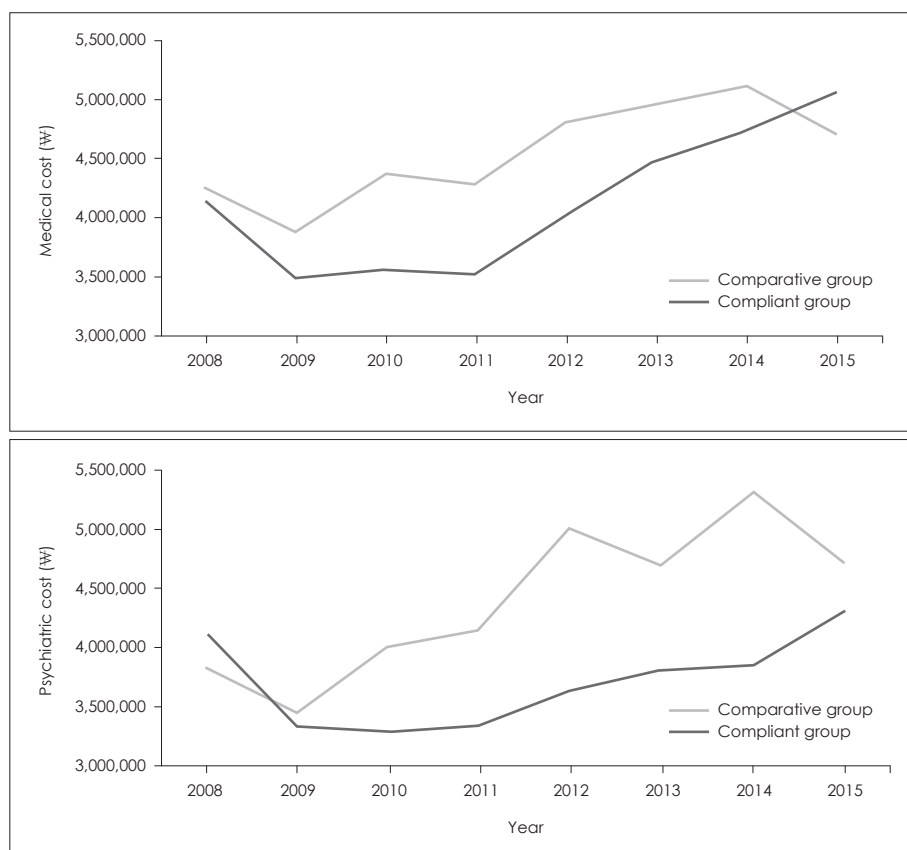 5,500,000
5,000,000
4,500,000
4,000,000
3,500,000
3,000,000
Medical cost (₩)
Comparative group
Compliant group
2008 2009 2010 2011 2012 2013 2014 2015
Year
5,500,000
5,000,000
4,500,000
4,000,000
3,500,000
3,000,000
Psychiatric cost (₩)
Comparative group
Compliant group
2008 2009 2010 2011 2012 2013 2014 2015
Year